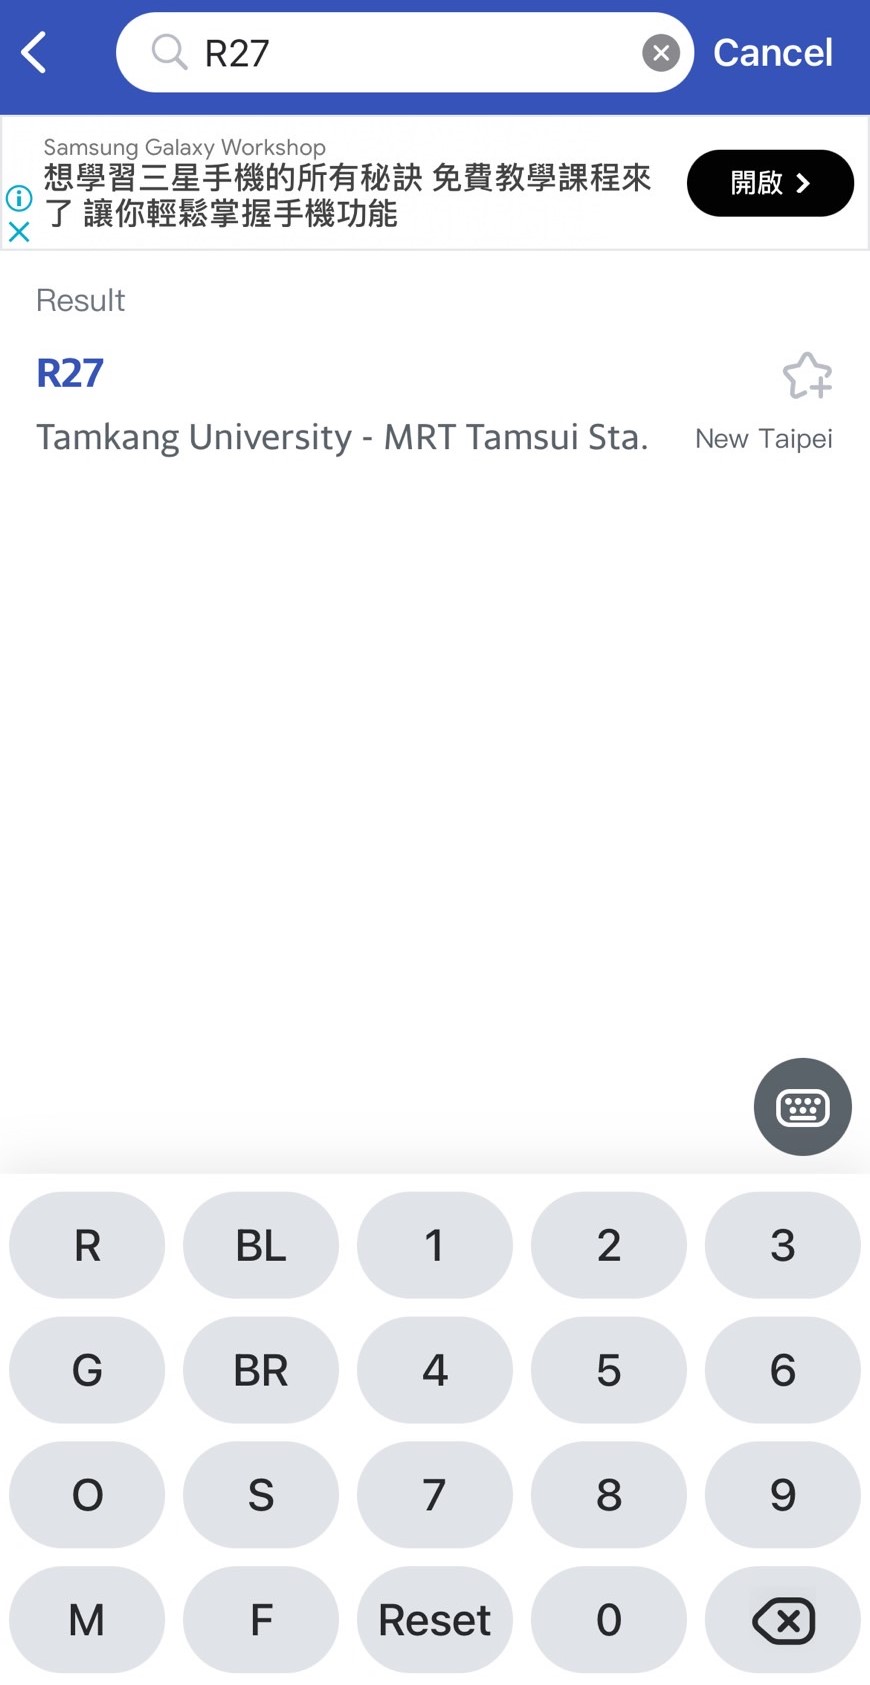 R27
Cancel
Samsung Galaxy Workshop
想學習三星手機的所有秘訣 免費教學課程來
了 讓你輕鬆掌握手機功能
開啟
Result
R27
Tamkang University - MRT Tamsui Sta.
New Taipei
R BL 1 2 3
G BR 4 5 6
O S 7 8 9
M F Reset 0